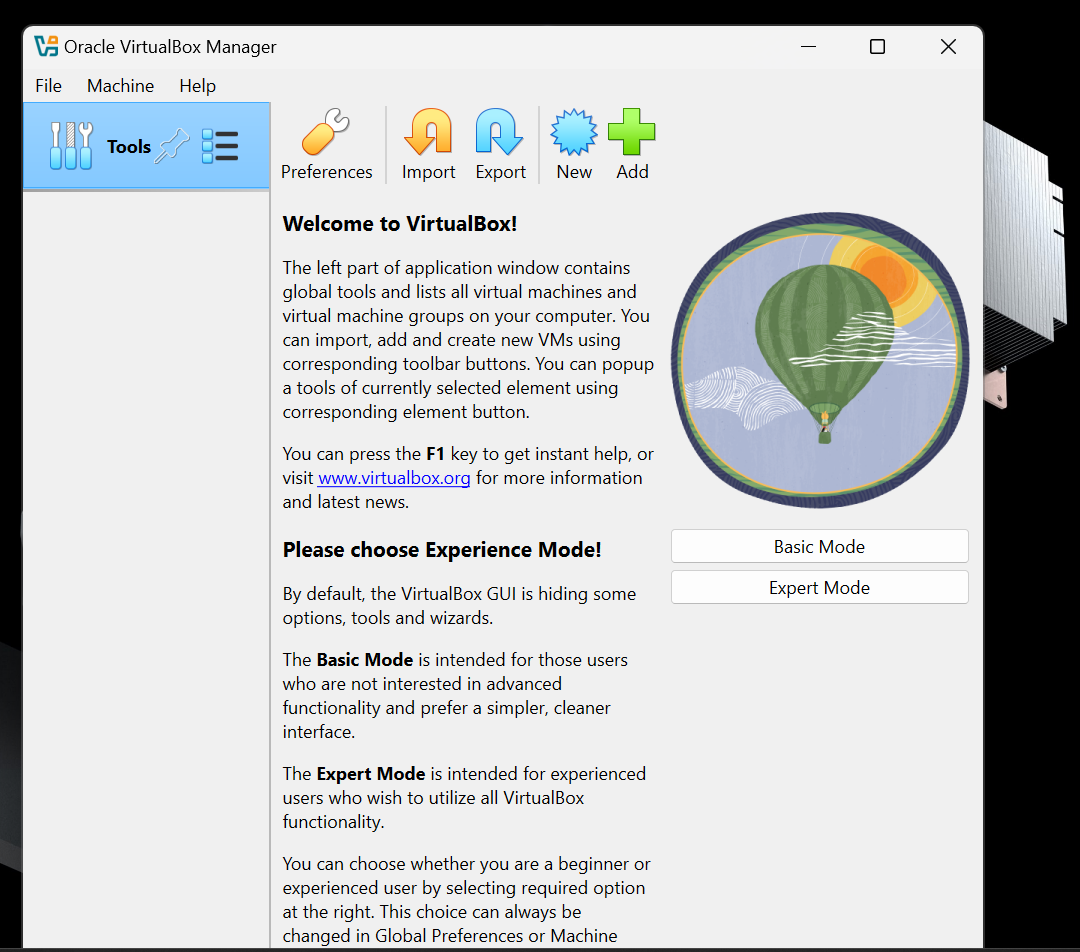 Oracle VirtualBox Manager
File Machine Help
Tools
Preferences Import Export New Add
Welcome to VirtualBox!
The left part of application window contains
global tools and lists all virtual machines and
virtual machine groups on your computer. You
can import, add and create new VMs using
corresponding toolbar buttons. You can popup
a tools of currently selected element using
corresponding element button.
You can press the F1 key to get instant help, or
visit www.virtualbox.org for more information
and latest news.
Please choose Experience Mode!
By default, the VirtualBox GUI is hiding some
options, tools and wizards.
The Basic Mode is intended for those users
who are not interested in advanced
functionality and prefer a simpler, cleaner
interface.
The Expert Mode is intended for experienced
users who wish to utilize all VirtualBox
functionality.
You can choose whether you are a beginner or
experienced user by selecting required option
at the right. This choice can always be
changed in Global Preferences or Machine
Basic Mode
Expert Mode